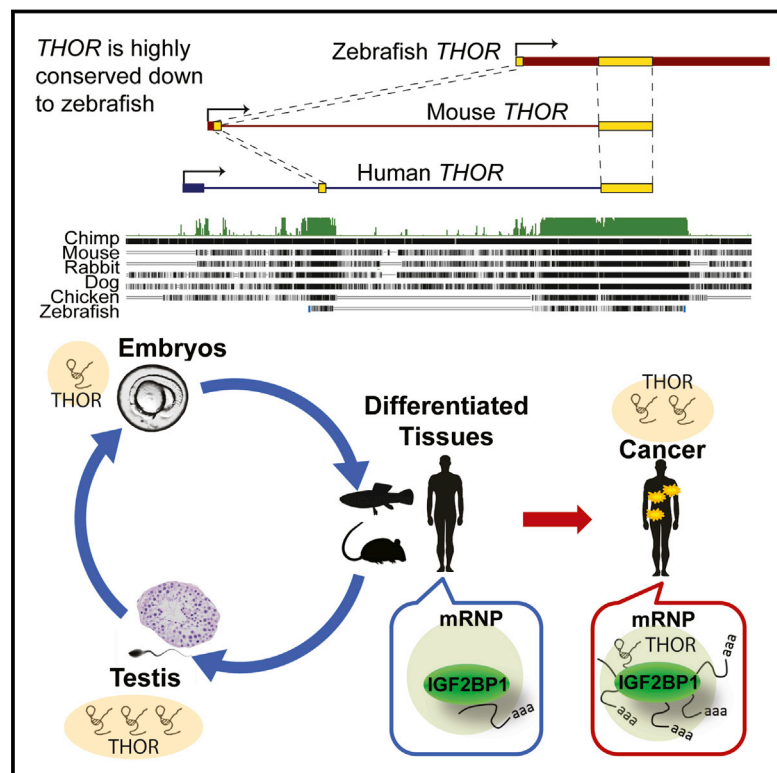 THOR is highly
conserved down
to zebrafish
Zebrafish THOR
Mouse THOR
Human THOR
Chimp
Mouse
Rabbit
Dog
Chicken
Zebrafish
Embryos
THOR
Differentiated
Tissues
THOR
Cancer
Testis
THOR
mRNP
IGF2BP1
aaa
mRNP
THOR
IGF2BP1
aaa
aaa
aaa
aaa